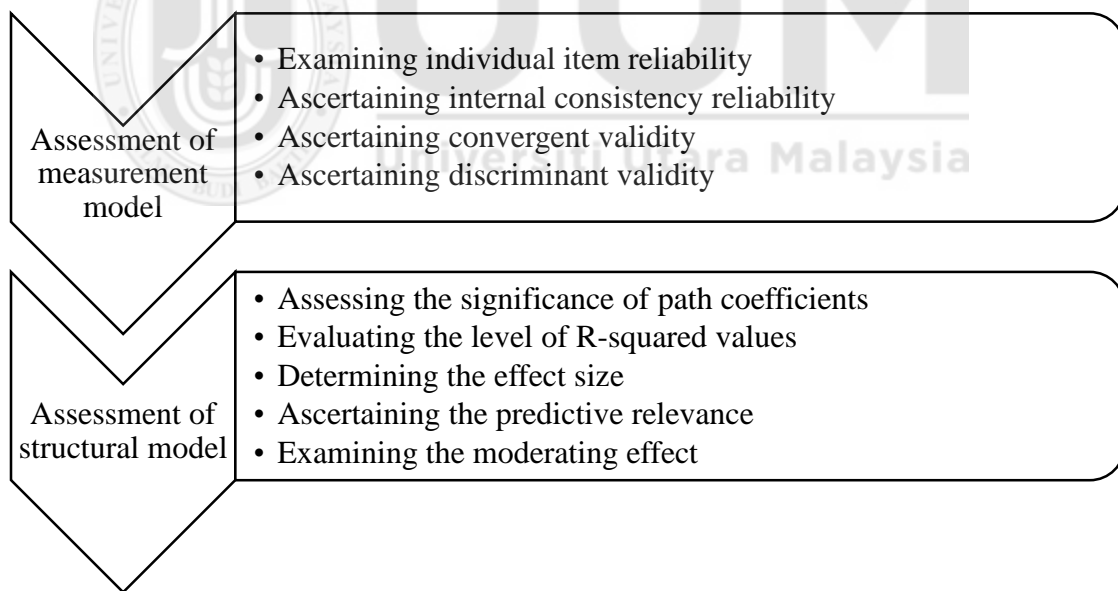 Assessment of
measurement
model
• Examining individual item reliability
• Ascertaining internal consistency reliability
• Ascertaining convergent validity
• Ascertaining discriminant validity
Assessment of
structural model
• Assessing the significance of path coefficients
• Evaluating the level of R-squared values
• Determining the effect size
• Ascertaining the predictive relevance
• Examining the moderating effect
UUM
Universiti Utara Malaysia